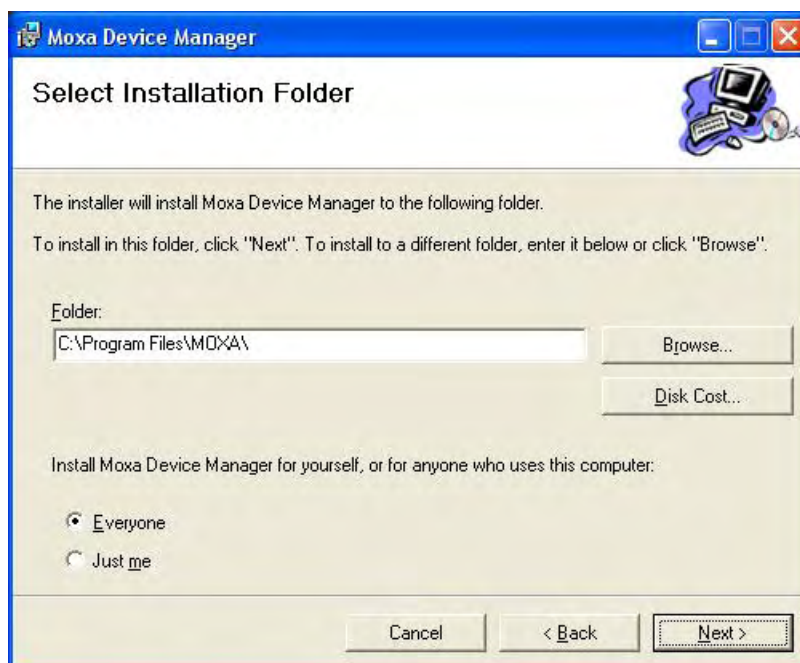 Moxa Device Manager
Select Installation Folder
The installer will install Moxa Device Manager to the following folder.
To install in this folder, click "Next". To install to a different folder, enter it below or click "Browse".
Folder:
C:\Program Files\MOXA\
Browse...
Disk Cost...
Install Moxa Device Manager for yourself, or for anyone who uses this computer:
Everyone
Just me
Cancel
< Back
Next >